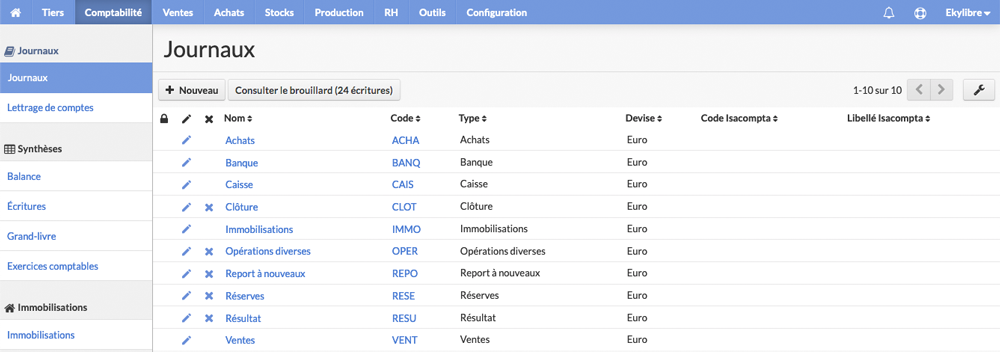 Tiers Comptabilité Ventes Achats Stocks Production RH Outils Configuration Ekylibre
Journaux
Journaux
Lettrage de comptes
Synthèses
Balance
Écritures
Grand-livre
Exercices comptables
Immobilisations
Immobilisations
Journaux
Nouveau Consulter le brouillard (24 écritures) 1-10 sur 10
Nom Code Type Devise Code Isacompta Libellé Isacompta
Achats ACHA Achats Euro
Banque BANQ Banque Euro
Caisse CAIS Caisse Euro
Clôture CLOT Clôture Euro
Immobilisations IMMO Immobilisations Euro
Opérations diverses OPER Opérations diverses Euro
Report à nouveaux REPO Report à nouveaux Euro
Réserves RESE Réserves Euro
Résultat RESU Résultat Euro
Ventes VENT Ventes Euro